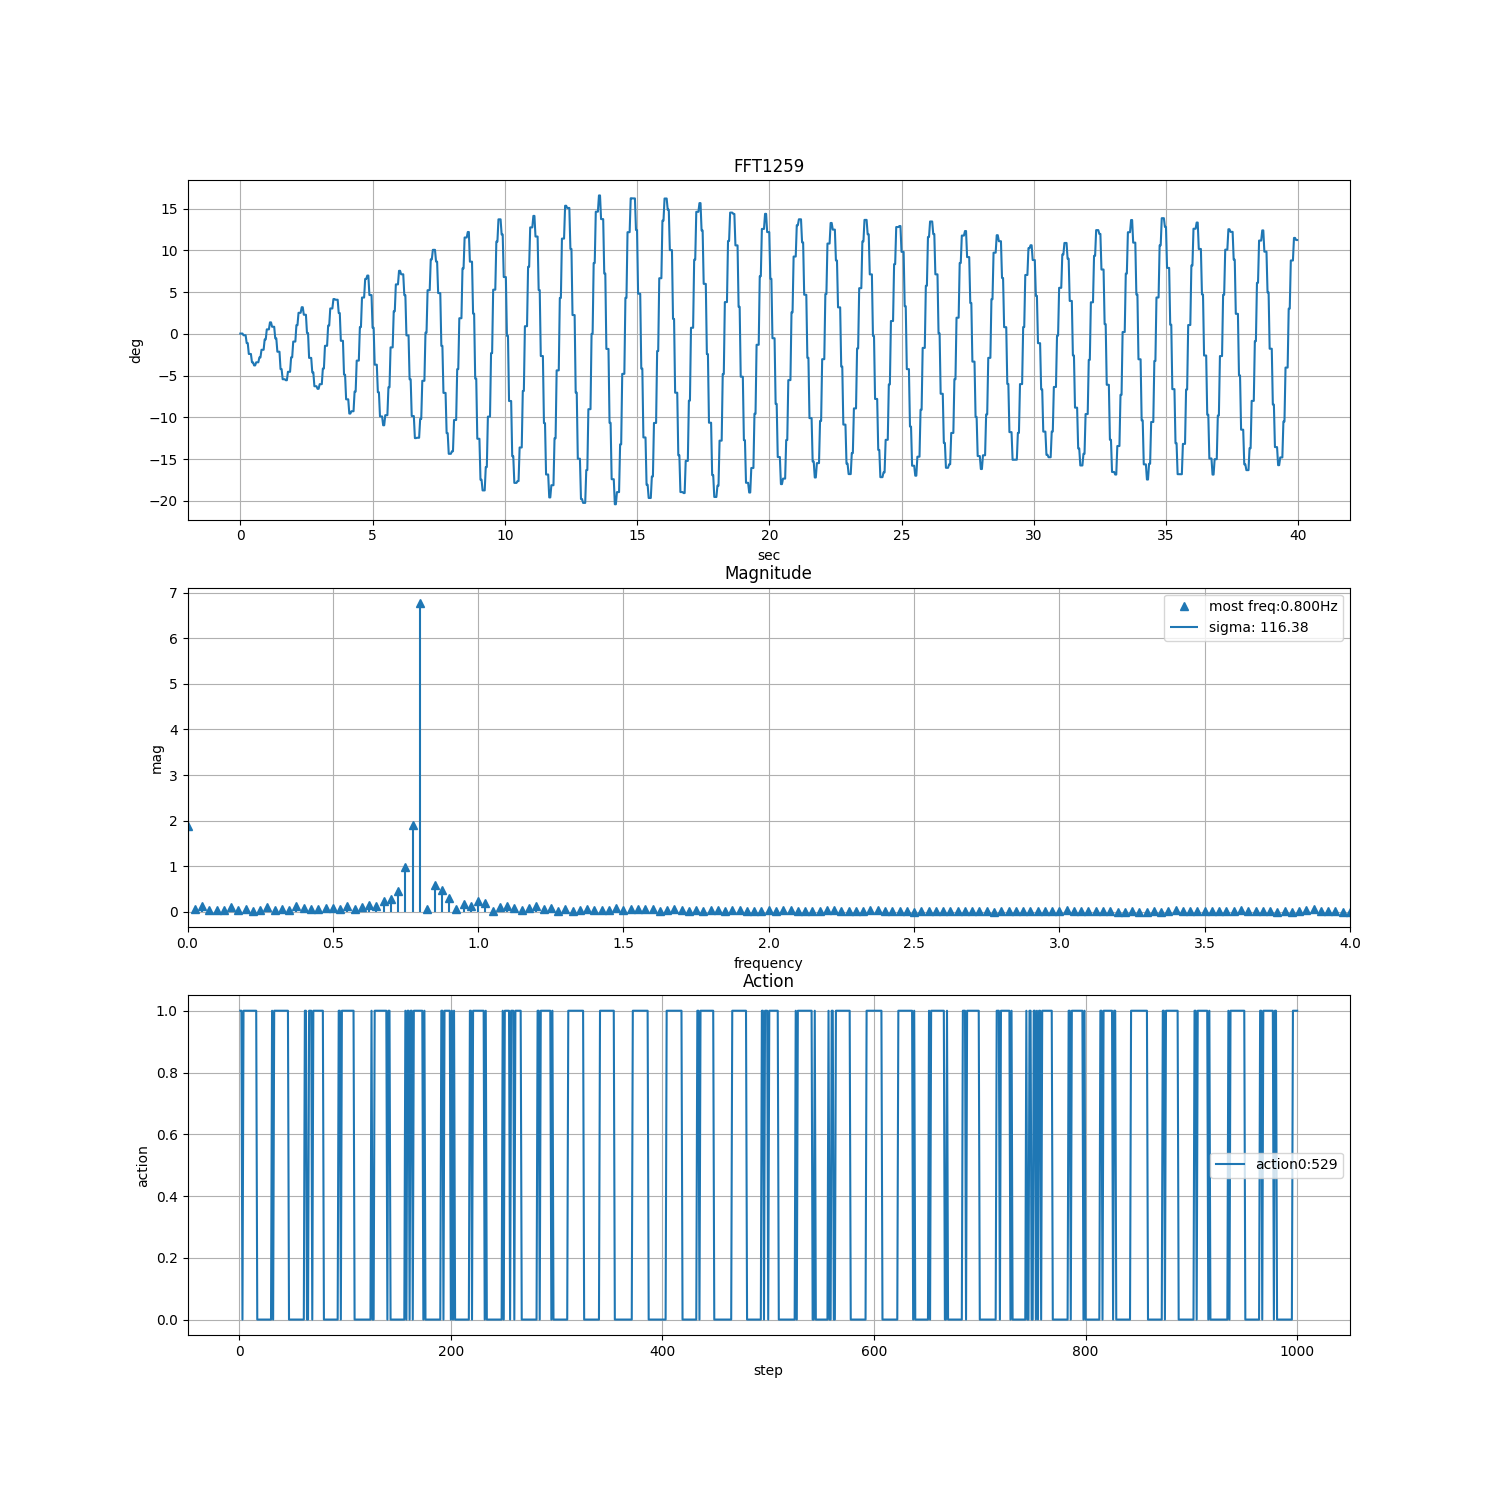 FFT1259
15
10
5
0
−5
−10
−15
−20
deg
0 5 10 15 20 25 30 35 40
sec
Magnitude
7
6
5
4
3
2
1
0
mag
most freq:0.800Hz
sigma: 116.38
0.0 0.5 1.0 1.5 2.0 2.5 3.0 3.5 4.0
frequency
Action
1.0
0.8
0.6
0.4
0.2
0.0
action
action0:529
0 200 400 600 800 1000
step